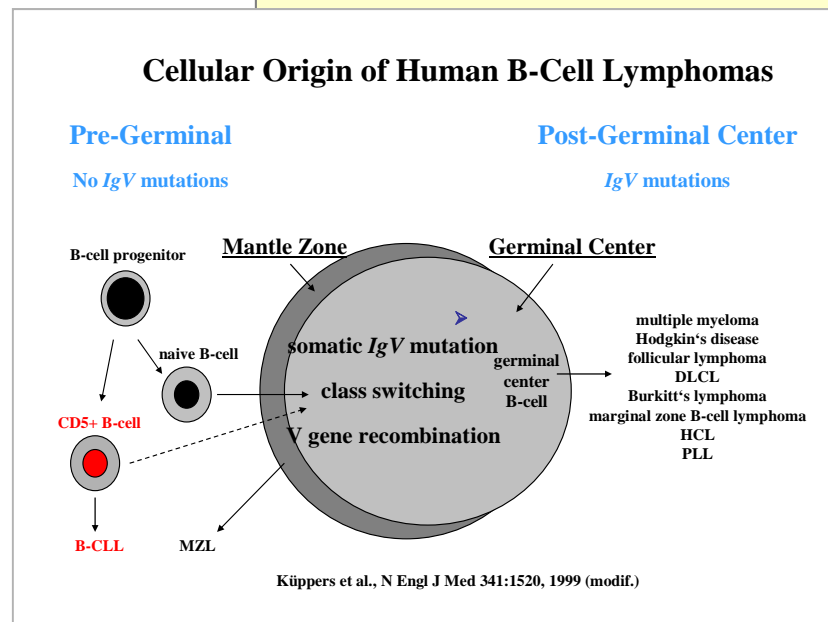 Cellular Origin of Human B-Cell Lymphomas
Pre-Germinal
Post-Germinal Center
No IgV mutations
IgV mutations
B-cell progenitor
Mantle Zone
Germinal Center
naive B-cell
CD5+ B-cell
somatic IgV mutation
class switching
V gene recombination
germinal
center
B-cell
multiple myeloma
Hodgkin‘s disease
follicular lymphoma
DLCL
Burkitt‘s lymphoma
marginal zone B-cell lymphoma
HCL
PLL
B-CLL
MZL
Küppers et al., N Engl J Med 341:1520, 1999 (modif.)